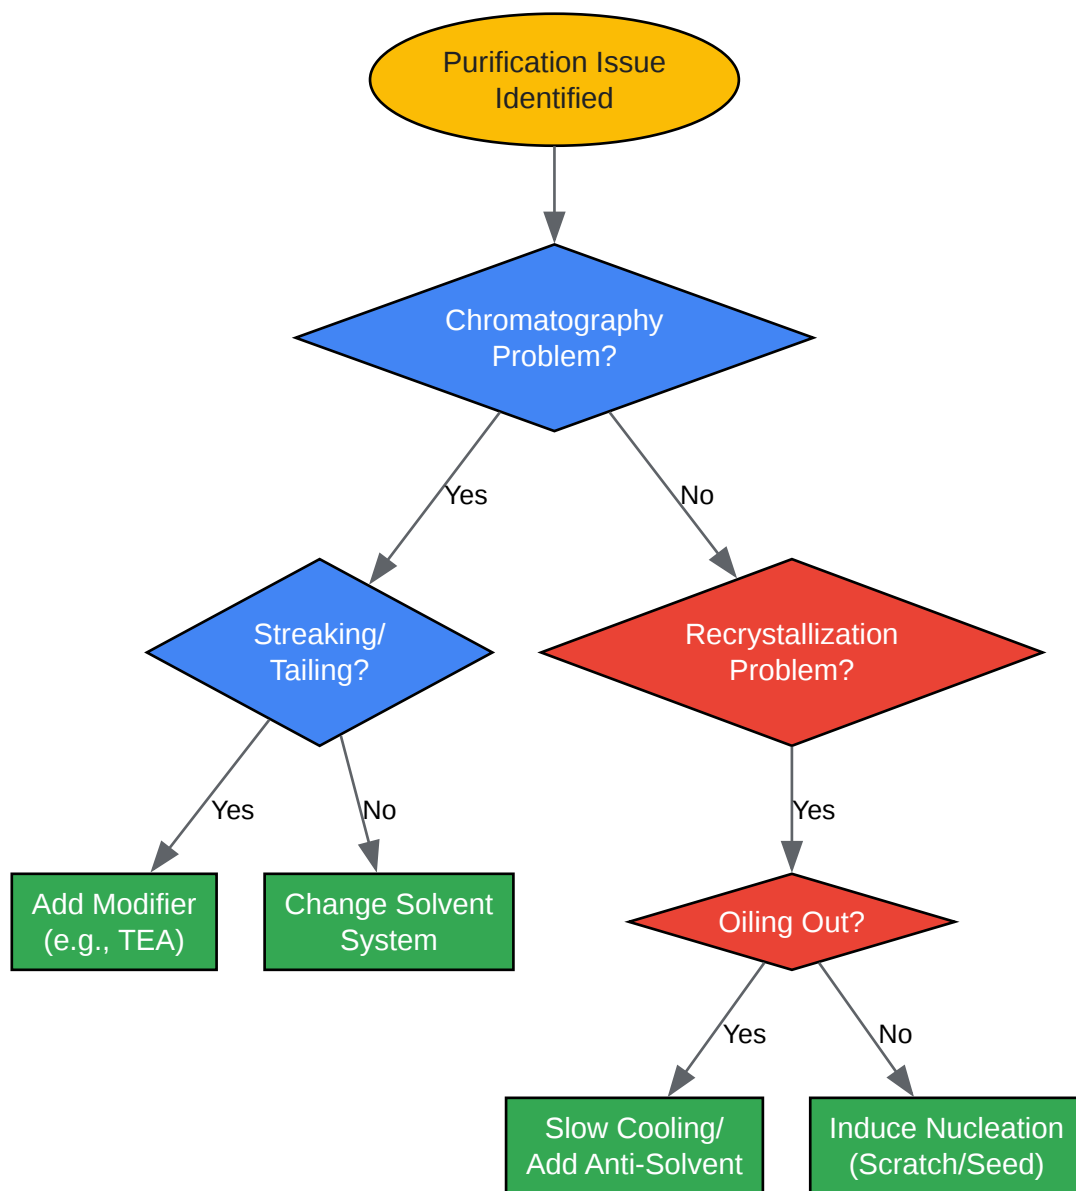 Purification Issue
Identified
Chromatography
Problem?
Yes
No
Streaking/
Tailing?
Recrystallization
Problem?
Yes
No
Yes
Add Modifier
(e.g., TEA)
Change Solvent
System
Oiling Out?
Yes
No
Slow Cooling/
Add Anti-Solvent
Induce Nucleation
(Scratch/Seed)